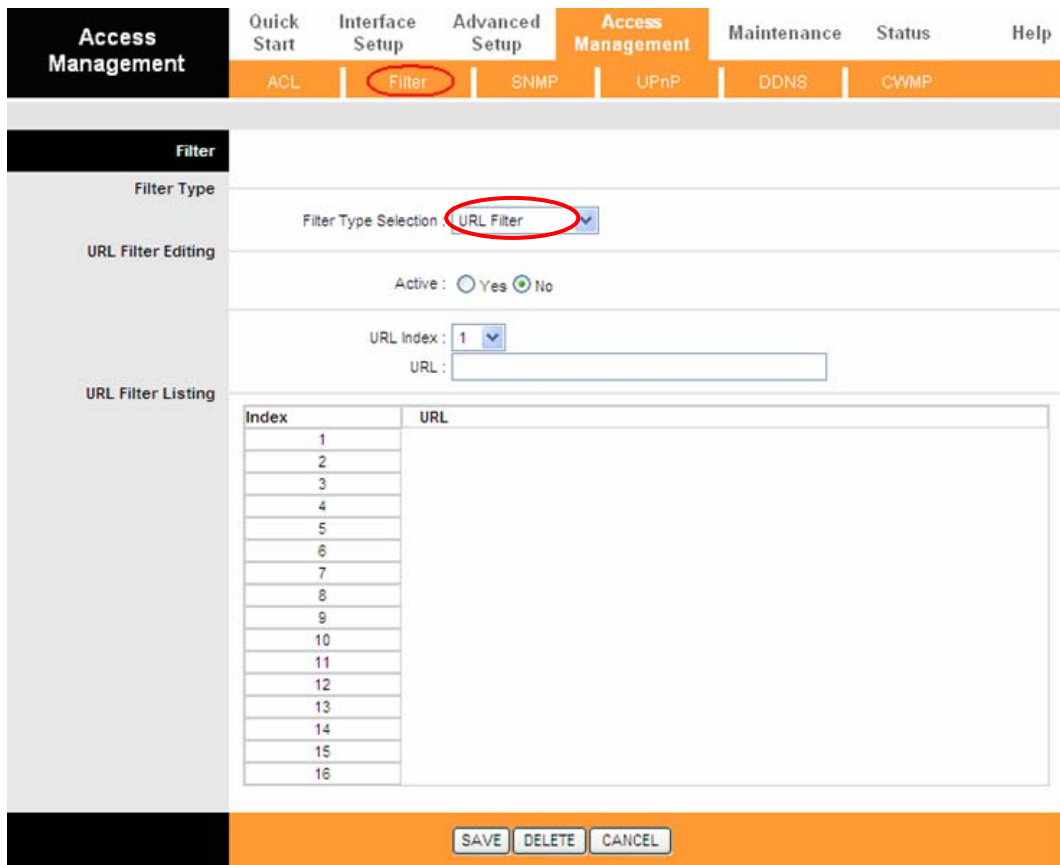 Access Management
Quick Start
Interface Setup
Advanced Setup
Access Management
Maintenance
Status
Help
ACL
Filter
SNMP
UPnP
DDNS
CWMP
Filter
Filter Type
Filter Type Selection : URL Filter
URL Filter Editing
Active : Yes No
URL Index : 1
URL :
URL Filter Listing
Index URL
1
2
3
4
5
6
7
8
9
10
11
12
13
14
15
16
SAVE DELETE CANCEL